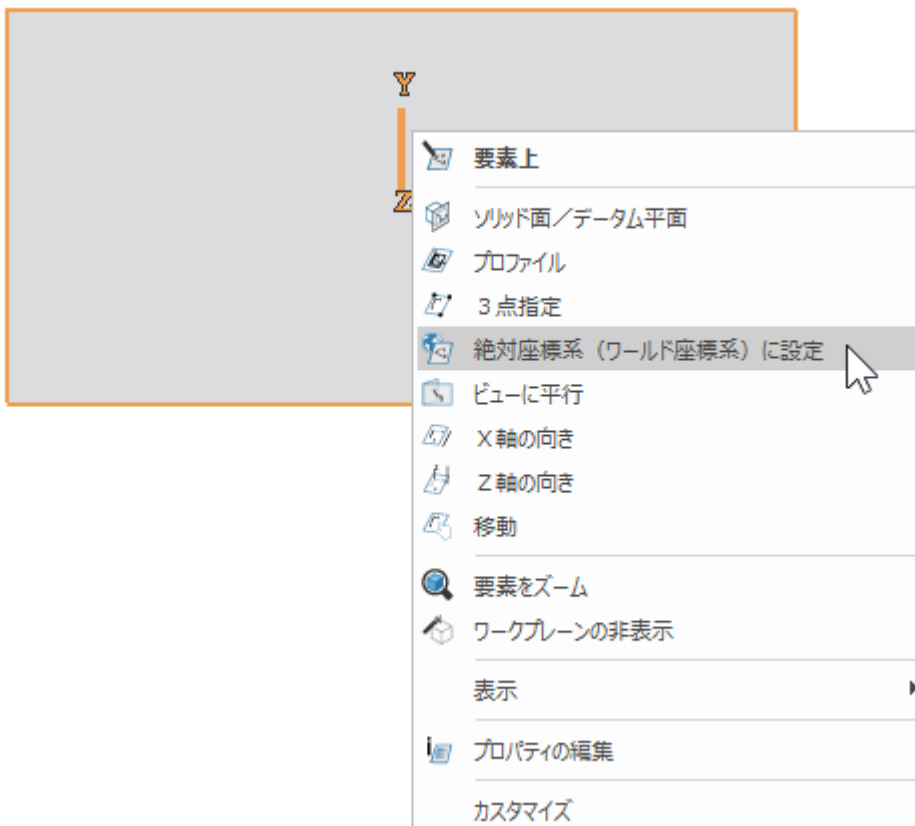 Y
Z
要素上
ソリッド面／データム平面
プロファイル
３点指定
絶対座標系（ワールド座標系）に設定
ビューに平行
Ｘ軸の向き
Ｚ軸の向き
移動
要素をズーム
ワークプレーンの非表示
表示
プロパティの編集
カスタマイズ